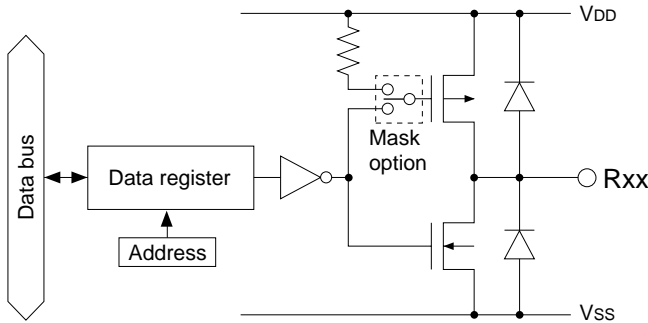 VDD
Mask
option
Data bus
Data register
Rxx
Address
VSS